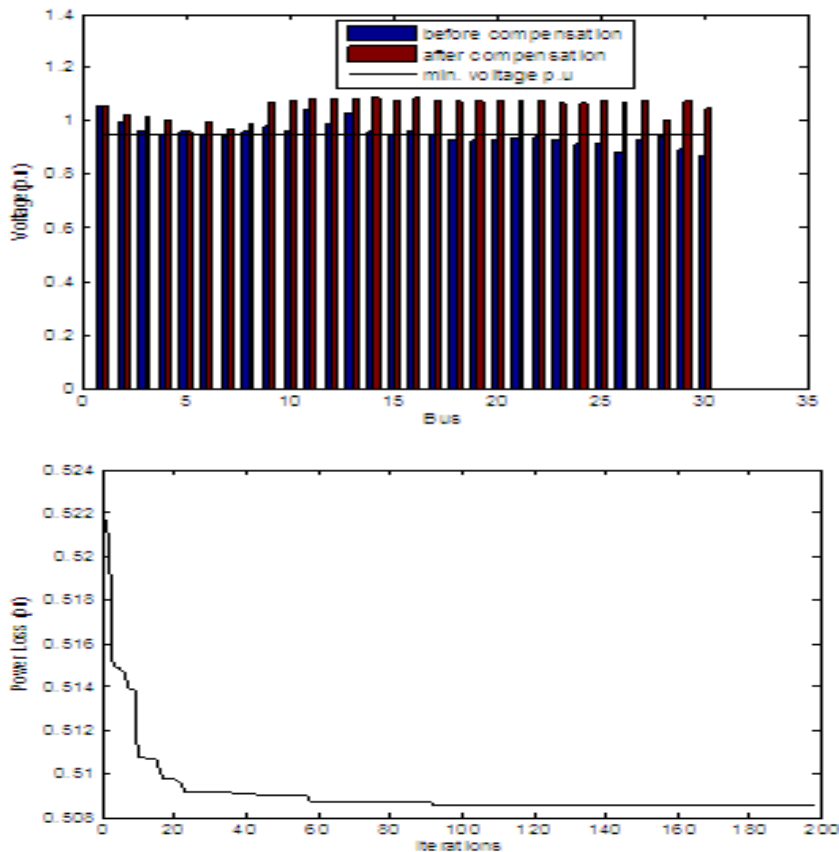 before compensation
after compensation
min. voltage p.u
1.4
1.2
1
0.8
0.6
0.4
0.2
0
Voltage(p.u)
0 5 10 15 20 25 30 35
Bus
0.524
0.522
0.52
0.518
0.516
0.514
0.512
0.51
0.508
Power Loss (pu)
0 20 40 60 80 100 120 140 160 180 200
Iterations